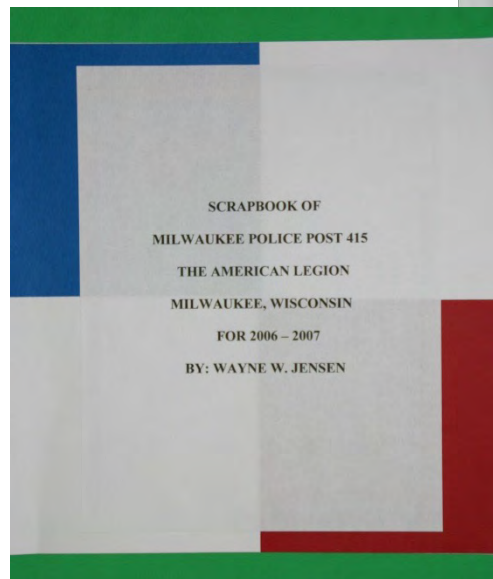 SCRAPBOOK OF
MILWAUKEE POLICE POST 415
THE AMERICAN LEGION
MILWAUKEE, WISCONSIN
FOR 2006 – 2007
BY: WAYNE W. JENSEN